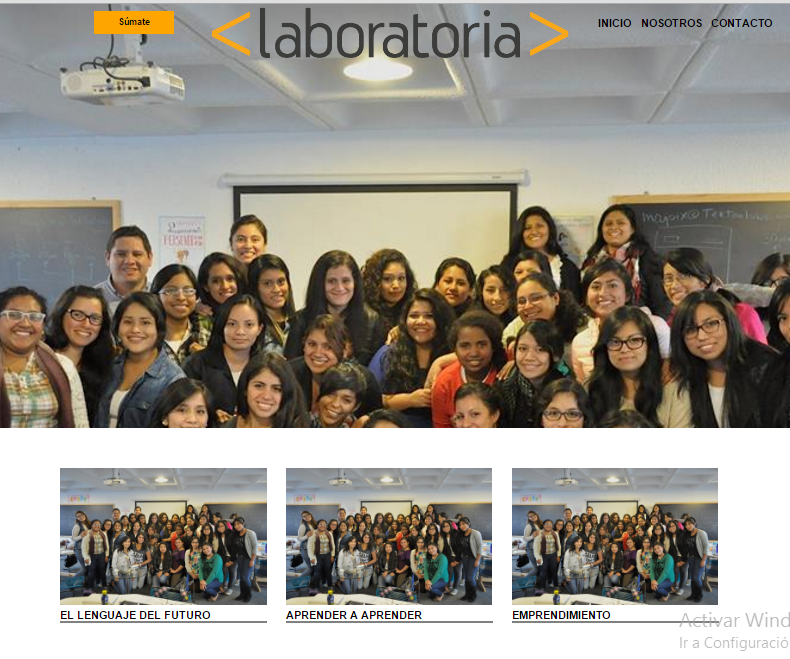 Súmate
<laboratoria>
INICIO NOSOTROS CONTACTO
EL LENGUAJE DEL FUTURO
APRENDER A APRENDER
EMPRENDIMIENTO
Activar Wind
Ir a Configuració